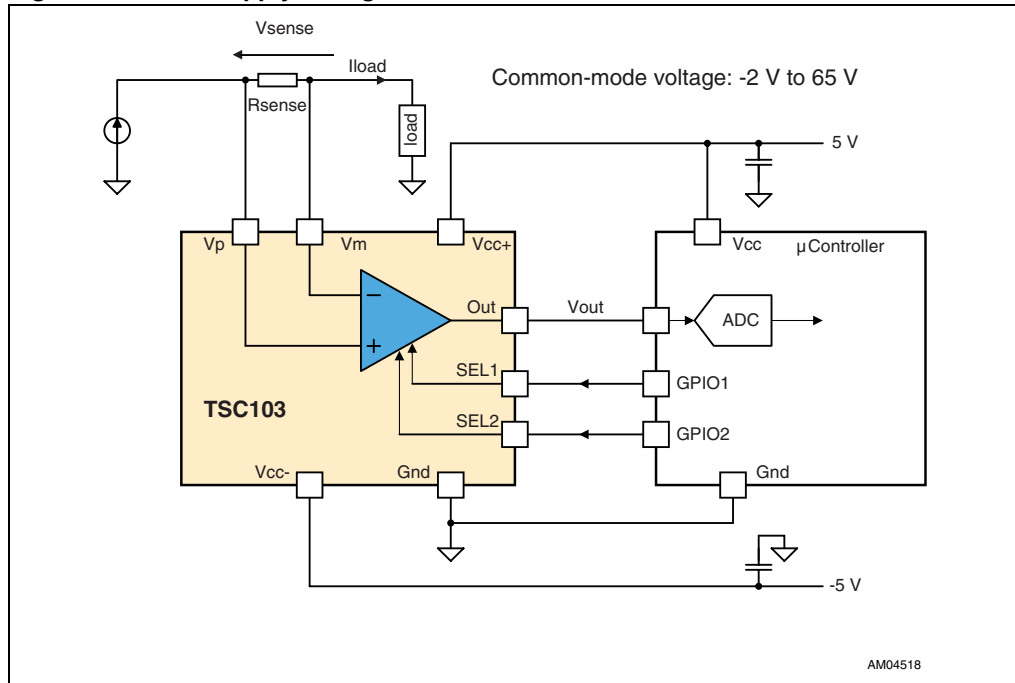 Vsense
Iload
Rsense
load
Common-mode voltage: -2 V to 65 V
5 V
Vp
Vm
Vcc+
Vcc
µController
Out
Vout
ADC
SEL1
GPIO1
TSC103
SEL2
GPIO2
Vcc-
Gnd
Gnd
-5 V
AM04518